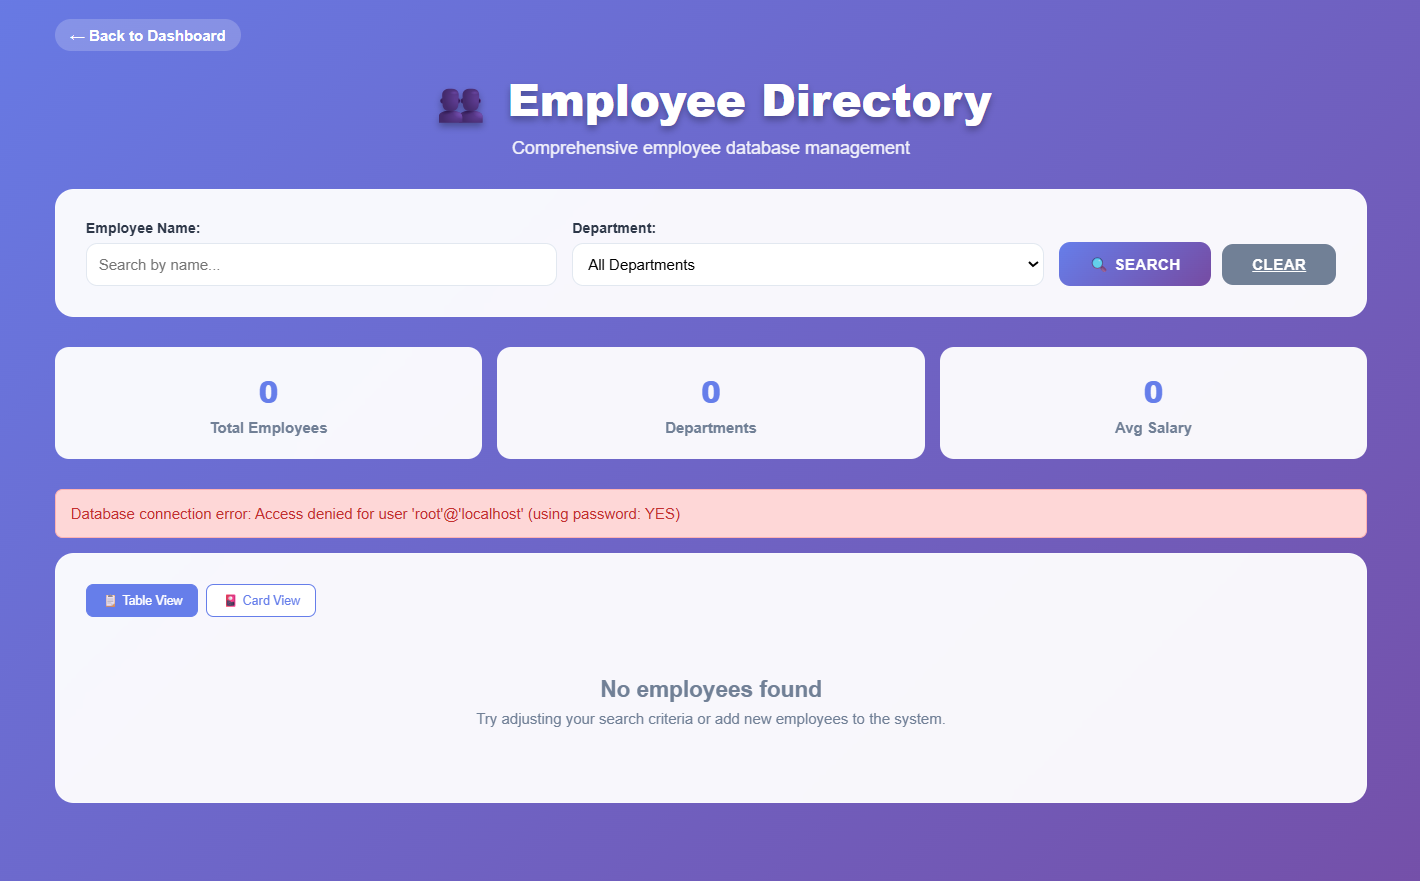 ← Back to Dashboard
Employee Directory
Comprehensive employee database management
Employee Name:
Search by name...
Department:
All Departments
SEARCH
CLEAR
0
Total Employees
0
Departments
0
Avg Salary
Database connection error: Access denied for user 'root'@'localhost' (using password: YES)
Table View
Card View
No employees found
Try adjusting your search criteria or add new employees to the system.